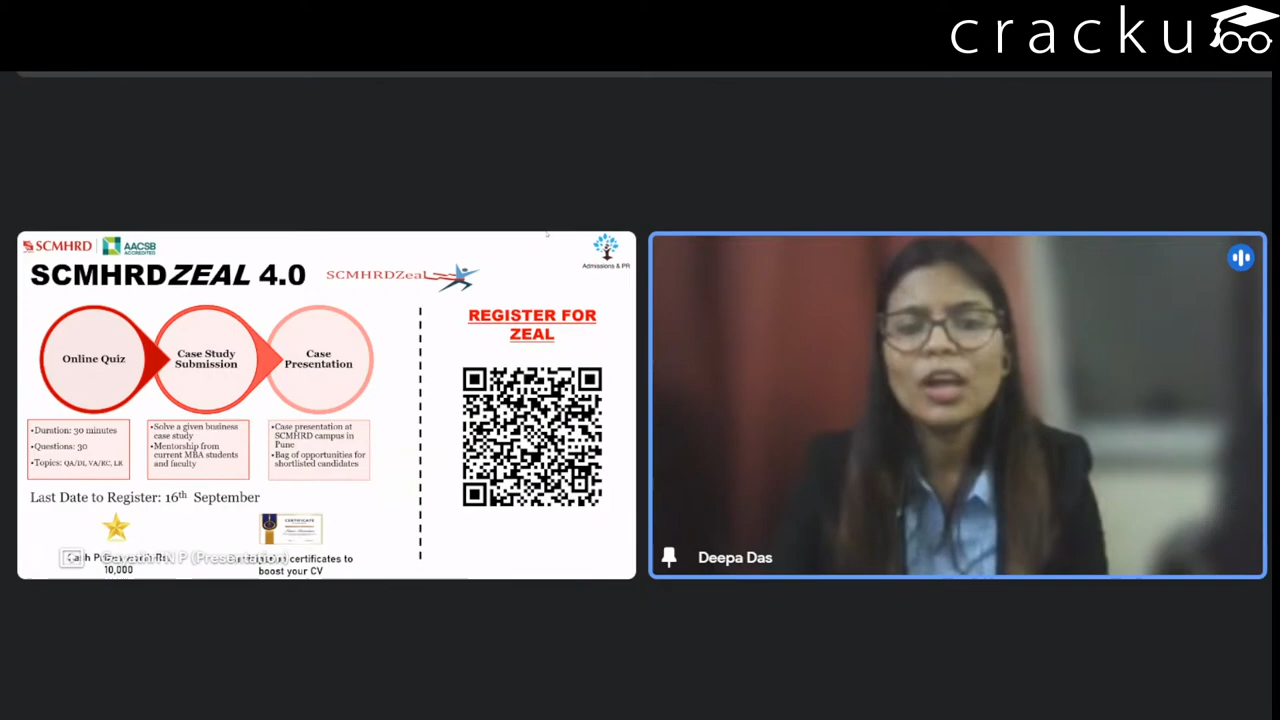 cracku
SCMHRD
AACSB
ACCREDITED
SCMHRDZEAL 4.0
SCMHRDZeal
Admissions & PR
Online Quiz
Case Study
Submission
Case
Presentation
•Duration: 30 minutes
•Questions: 30
•Topics: QA/DI, VA/RC, LR
•Solve a given business
case study
•Mentorship from
current MBA students
and faculty
•Case presentation at
SCMHRD campus in
Pune
•Bag of opportunities for
shortlisted candidates
Last Date to Register: 16th September
CERTIFICATE
10,000
N P (Presentation)
certificates to
boost your CV
REGISTER FOR
ZEAL
Deepa Das